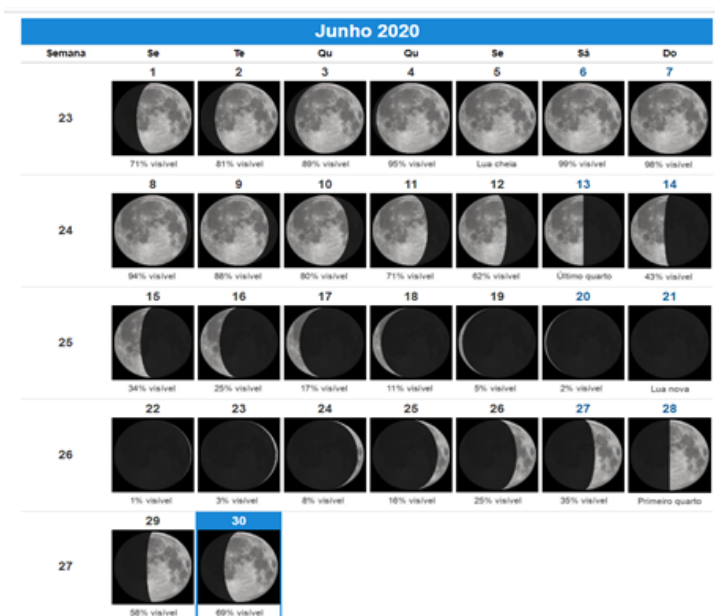 Junho 2020
Semana Se Te Qu Qu Se Sá Do
1 2 3 4 5 6 7
23
71% visível 81% visível 89% visível 95% visível Lua cheia 99% visível 98% visível
8 9 10 11 12 13 14
24
94% visível 88% visível 80% visível 71% visível 62% visível Último quarto 43% visível
15 16 17 18 19 20 21
25
34% visível 25% visível 17% visível 11% visível 5% visível 2% visível Lua nova
22 23 24 25 26 27 28
26
1% visível 3% visível 8% visível 16% visível 25% visível 35% visível Primeiro quarto
29 30
27
58% visível 69% visível